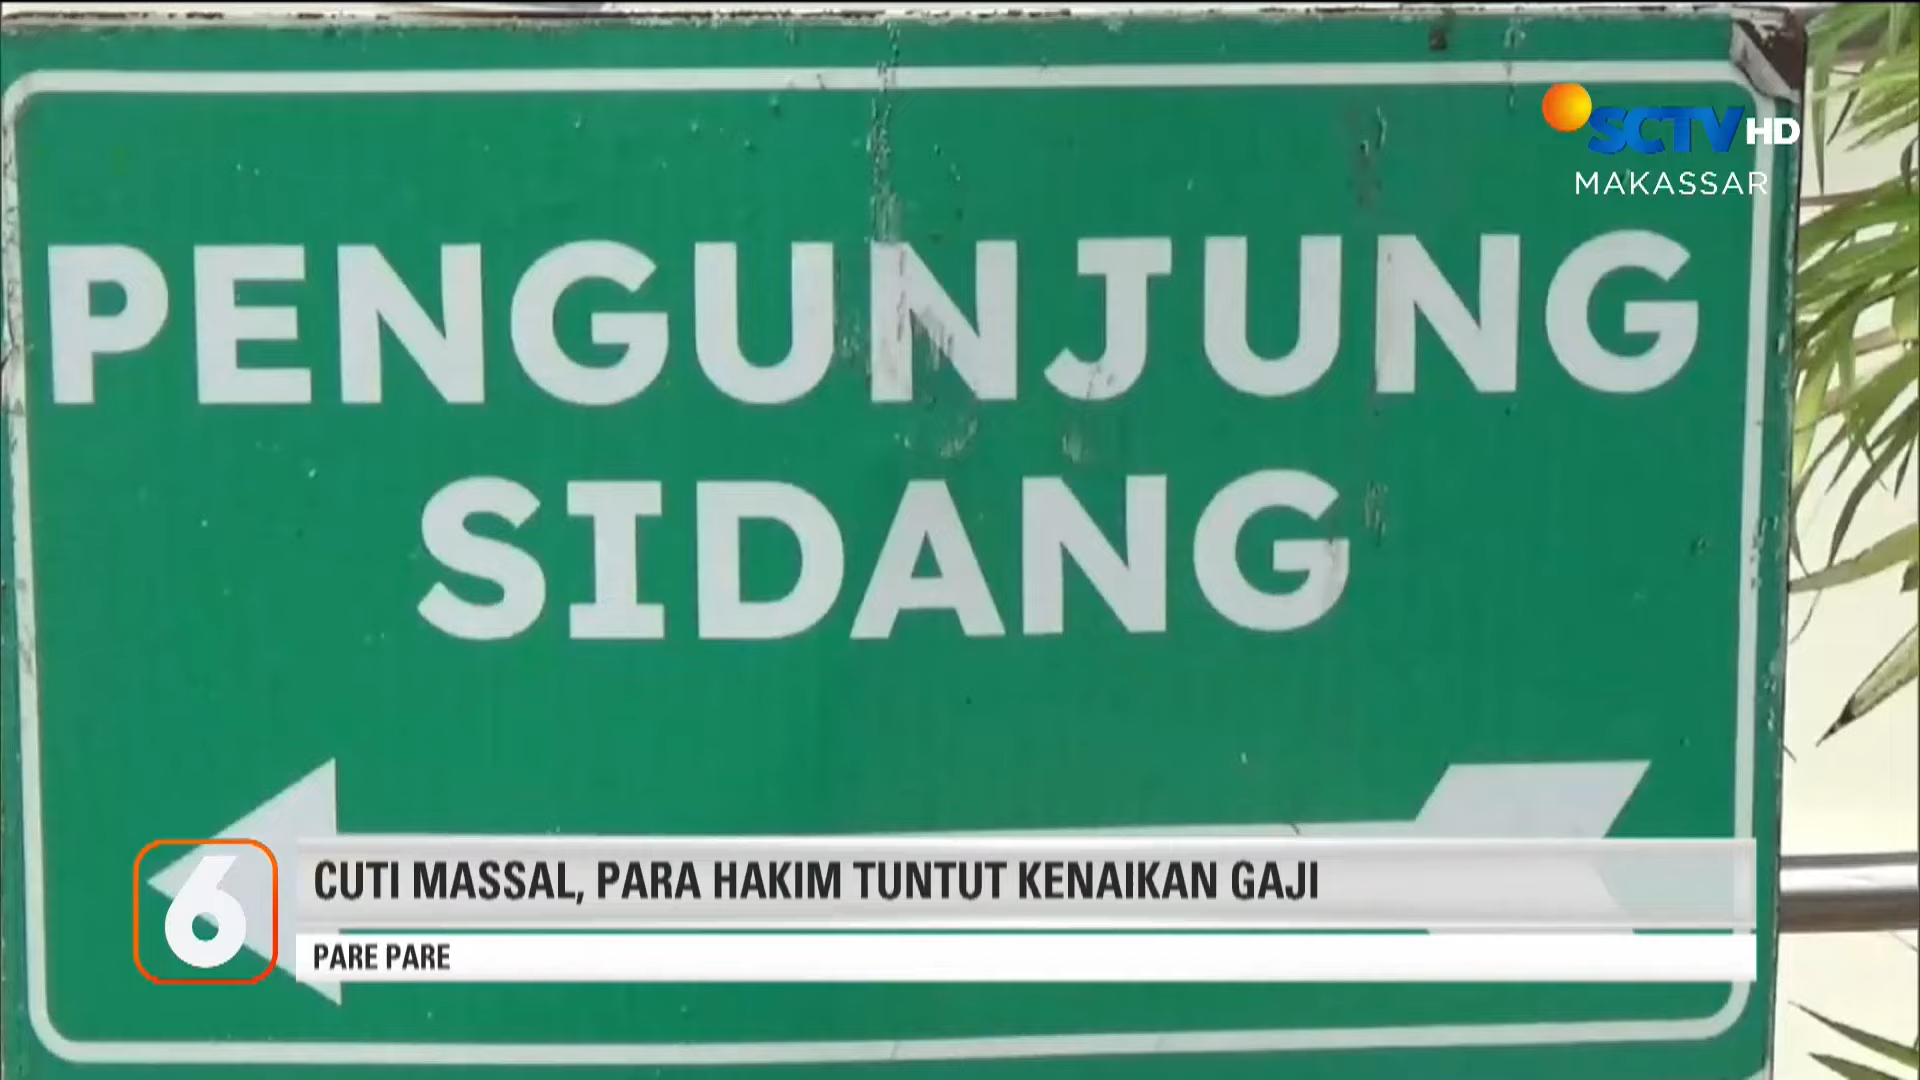 SCTV HD
MAKASSAR
PENGUNJUNG
SIDANG
6
CUTI MASSAL, PARA HAKIM TUNTUT KENAIKAN GAJI
PARE PARE